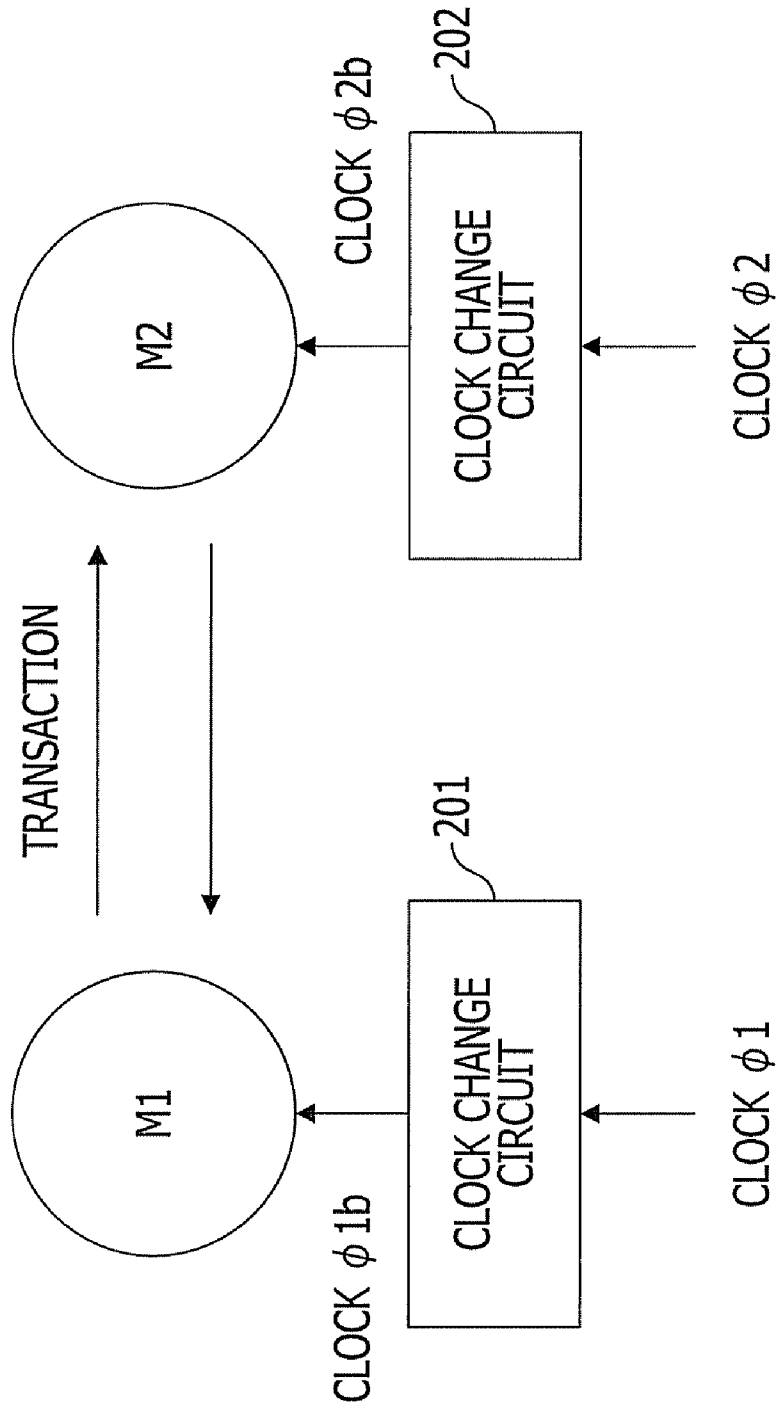 TRANSACTION
M1
M2
CLOCK φ1b
CLOCK φ2b
201
202
CLOCK CHANGE
CIRCUIT
CLOCK CHANGE
CIRCUIT
CLOCK φ1
CLOCK φ2